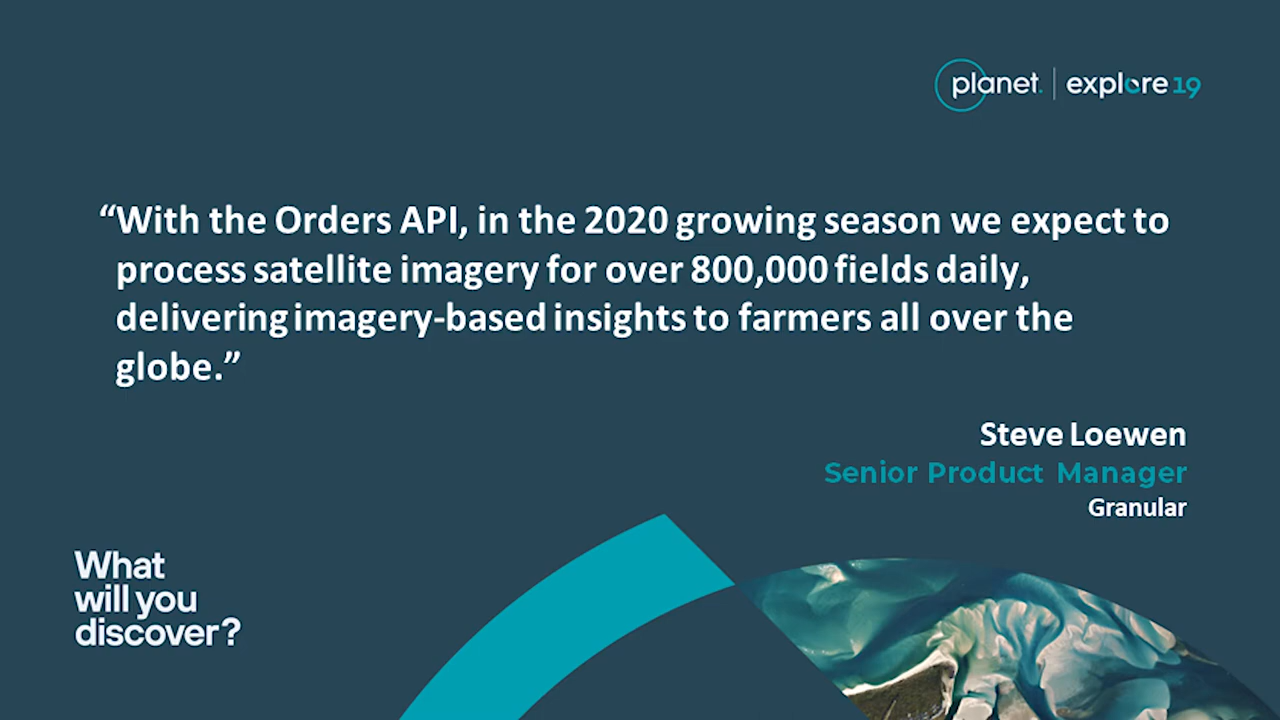 planet. | explore 19
“With the Orders API, in the 2020 growing season we expect to
process satellite imagery for over 800,000 fields daily,
delivering imagery-based insights to farmers all over the
globe.”
Steve Loewen
Senior Product Manager
Granular
What
will you
discover?